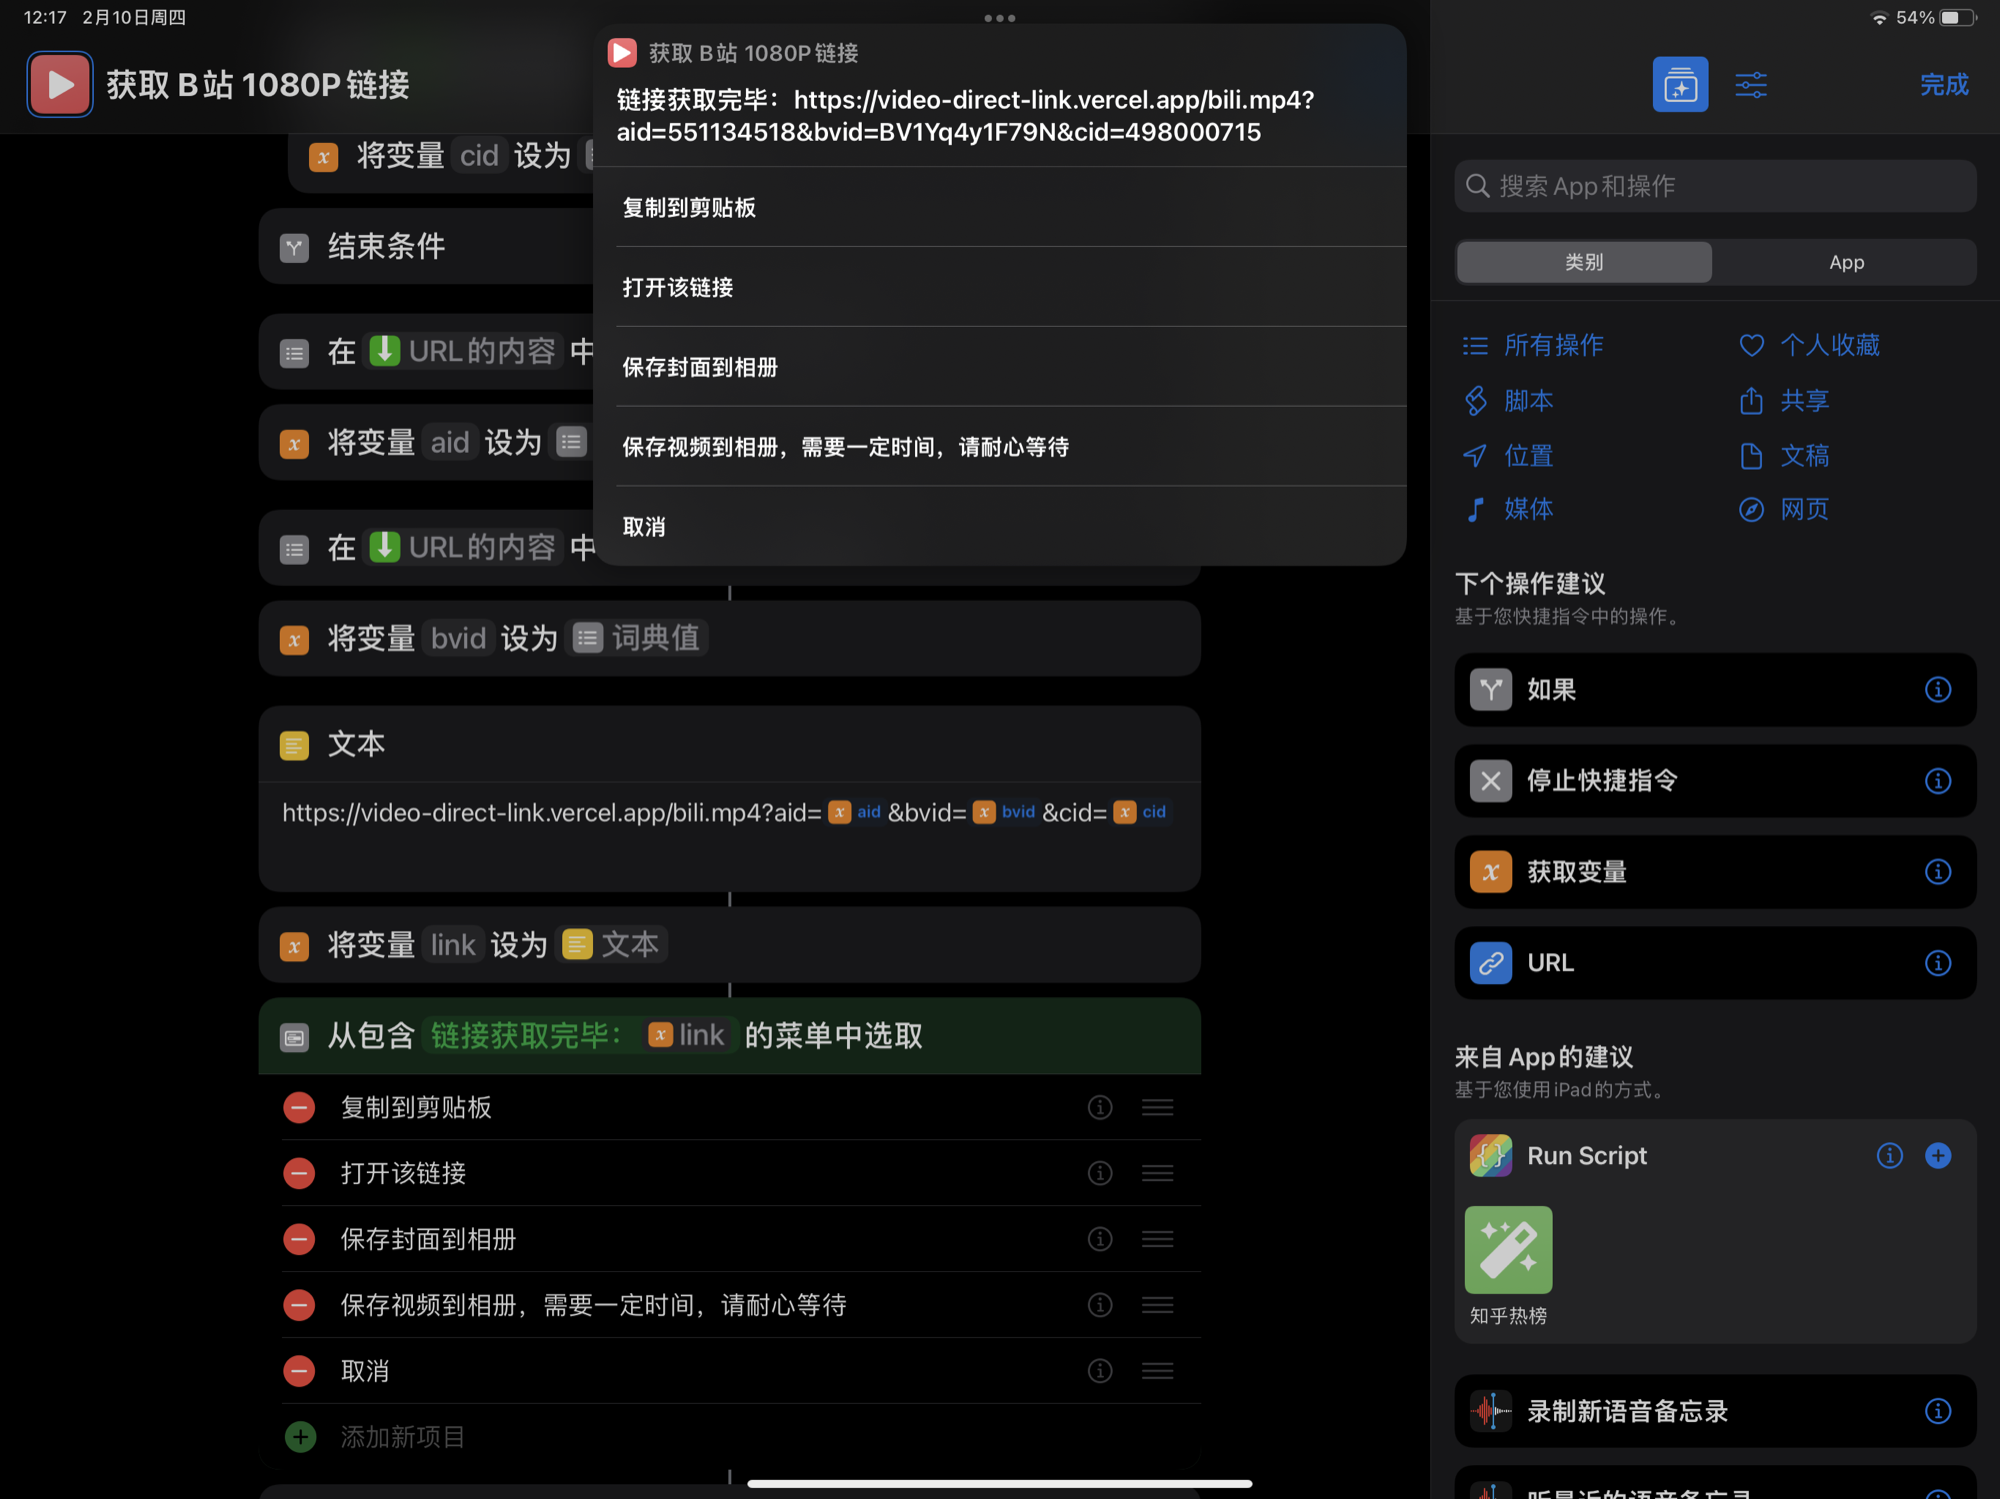 12:17 2月10日周四
54%
获取 B站 1080P 链接
完成
获取 B站 1080P 链接
链接获取完毕：https://video-direct-link.vercel.app/bili.mp4?
aid=551134518&bvid=BV1Yq4y1F79N&cid=498000715
复制到剪贴板
打开该链接
保存封面到相册
保存视频到相册，需要一定时间，请耐心等待
取消
将变量 cid 设为
结束条件
在 URL的内容 中
将变量 aid 设为
在 URL的内容 中
将变量 bvid 设为 词典值
文本
https://video-direct-link.vercel.app/bili.mp4?aid= aid &bvid= bvid &cid= cid
将变量 link 设为 文本
从包含 链接获取完毕： link 的菜单中选取
复制到剪贴板
打开该链接
保存封面到相册
保存视频到相册，需要一定时间，请耐心等待
取消
添加新项目
搜索 App和操作
类别
App
所有操作
个人收藏
脚本
共享
位置
文稿
媒体
网页
下个操作建议
基于您快捷指令中的操作。
如果
停止快捷指令
获取变量
URL
来自 App的建议
基于您使用iPad的方式。
Run Script
知乎热榜
录制新语音备忘录
听最近的语音备忘录